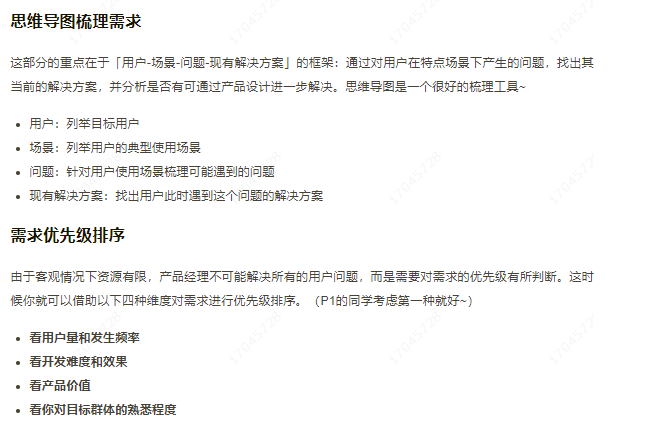 思维导图梳理需求
这部分的重点在于「用户-场景-问题-现有解决方案」的框架：通过对用户在特点场景下产生的问题，找出其
当前的解决方案，并分析是否有可通过产品设计进一步解决。思维导图是一个很好的梳理工具~
用户：列举目标用户
场景：列举用户的典型使用场景
问题：针对用户使用场景梳理可能遇到的问题
现有解决方案：找出用户此时遇到这个问题的解决方案
需求优先级排序
由于客观情况下资源有限，产品经理不可能解决所有的用户问题，而是需要对需求的优先级有所判断。这时
候你就可以借助以下四种维度对需求进行优先级排序。（P1的同学考虑第一种就好~）
看用户量和发生频率
看开发难度和效果
看产品价值
看你对目标群体的熟悉程度